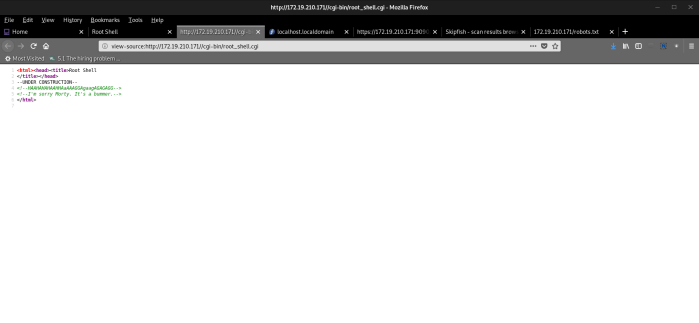 http://172.19.210.171/cgi-bin/root_shell.cgi - Mozilla Firefox
File Edit View History Bookmarks Tools Help
Home
Root Shell
http://172.19.210.171/cgi-b
localhost.localdomain
https://172.19.210.171:909
Skipfish - scan results brow
172.19.210.171/robots.txt
view-source:http://172.19.210.171/cgi-bin/root_shell.cgi
Most Visited
5.1 The hiring problem ...
<html><head><title>Root Shell
</title></head>
--UNDER CONSTRUCTION--
<!--I'm sorry Morty. It's a bummer.-->
</html>